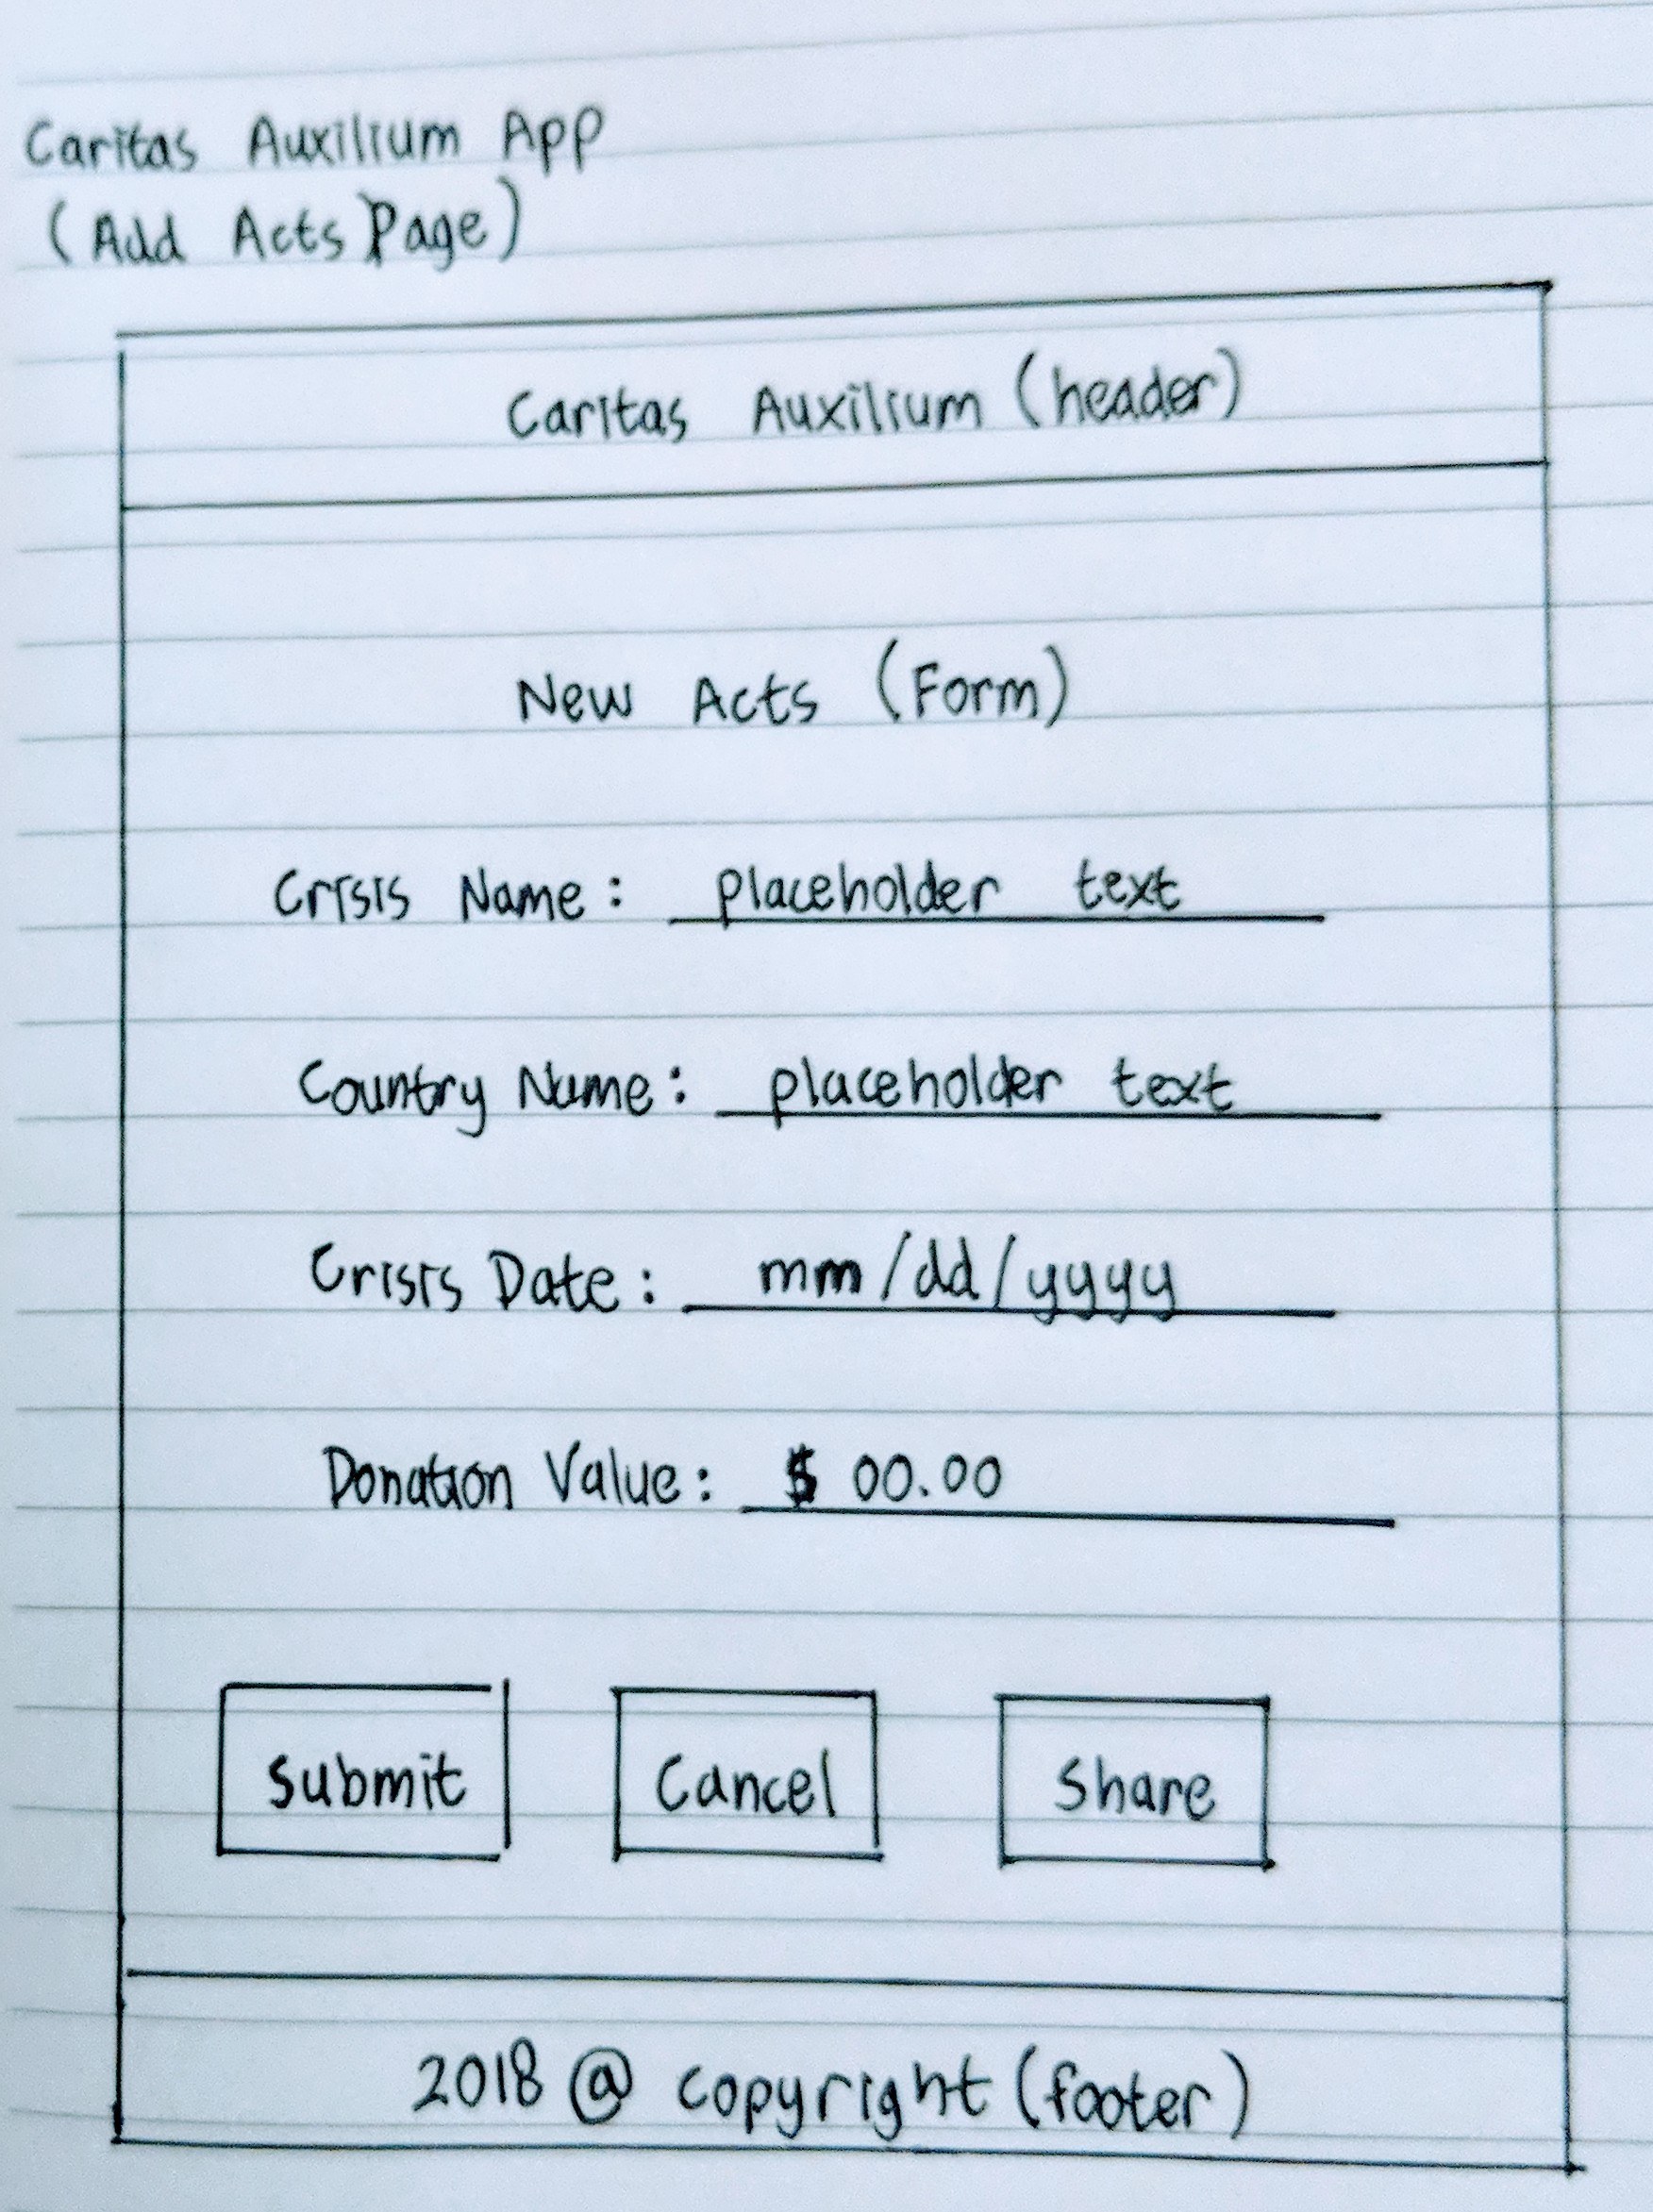 Caritas Auxilium App
(Add Acts Page)
Caritas Auxilium (header)
New Acts (Form)
Crisis Name: placeholder text
Country Name: placeholder text
Crisis Date: mm/dd/yyyy
Donation Value: $ 00.00
Submit Cancel Share
2018 @ copyright (footer)